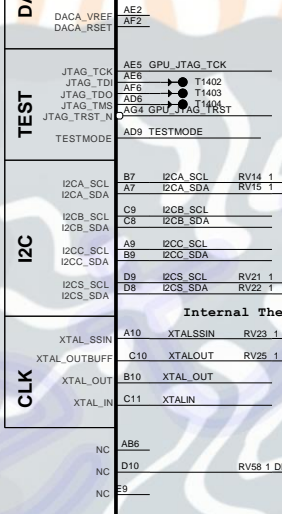 DA
DACA_VREF AE2
DACA_RSET AF2
TEST
JTAG_TCK AE5 GPU_JTAG_TCK
JTAG_TDI AE6 T1402
JTAG_TDO AF6 T1403
JTAG_TMS AD6 T1404
JTAG_TRST_N AG4 GPU_JTAG_TRST
TESTMODE AD9 TESTMODE
I2C
I2CA_SCL B7 I2CA_SCL RV14 1
I2CA_SDA A7 I2CA_SDA RV15 1
I2CB_SCL C9 I2CB_SCL
I2CB_SDA C8 I2CB_SDA
I2CC_SCL A9 I2CC_SCL
I2CC_SDA B9 I2CC_SDA
I2CS_SCL D9 I2CS_SCL RV21 1
I2CS_SDA D8 I2CS_SDA RV22 1
Internal The
CLK
XTAL_SSIN A10 XTALSSIN RV23 1
XTAL_OUTBUFF C10 XTALOUT RV25 1
XTAL_OUT B10 XTAL_OUT
XTAL_IN C11 XTALIN
NC AB6
NC D10 RV58 1 D
NC E9